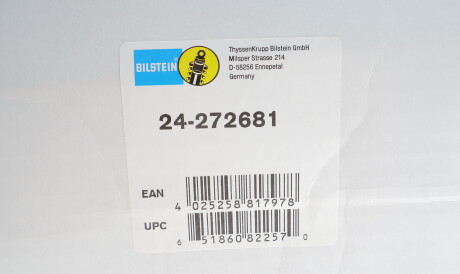 BILSTEIN
ThyssenKrupp Bilstein GmbH
Milsper Strasse 214
D-58256 Ennepetal
Germany
24-272681
EAN
4 025258 817978
UPC
6 51860 82257 0